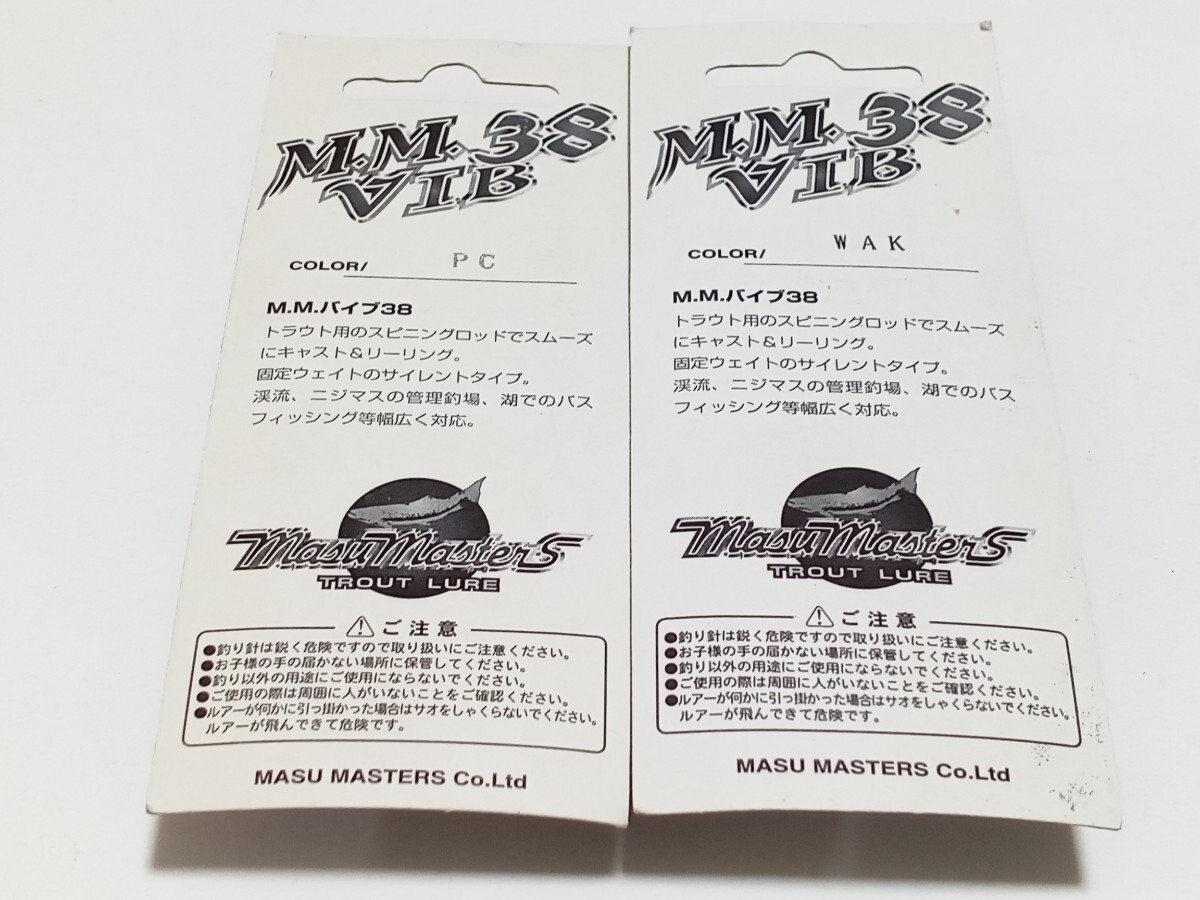 M.M. 38
VIB
COLOR/ PC
M.M.バイブ38
トラウト用のスピニングロッドでスムーズ
にキャスト&リーリング。
固定ウェイトのサイレントタイプ。
渓流、ニジマスの管理釣場、湖でのバス
フィッシング等幅広く対応。
Masu Masters
TROUT LURE
ご注意
●釣り針は鋭く危険ですので取り扱いにご注意ください。
●お子様の手の届かない場所に保管してください。
●釣り以外の用途にご使用にならないでください。
●ご使用の際は周囲に人がいないことをご確認ください。
●ルアーが何かに引っ掛かった場合はサオをしゃくらないでください。
ルアーが飛んできて危険です。
MASU MASTERS Co.Ltd
M.M. 38
VIB
COLOR/ WAK
M.M.バイブ38
トラウト用のスピニングロッドでスムーズ
にキャスト&リーリング。
固定ウェイトのサイレントタイプ。
渓流、ニジマスの管理釣場、湖でのバス
フィッシング等幅広く対応。
Masu Masters
TROUT LURE
ご注意
●釣り針は鋭く危険ですので取り扱いにご注意ください。
●お子様の手の届かない場所に保管してください。
●釣り以外の用途にご使用にならないでください。
●ご使用の際は周囲に人がいないことをご確認ください。
●ルアーが何かに引っ掛かった場合はサオをしゃくらないでください。
ルアーが飛んできて危険です。
MASU MASTERS Co.Ltd